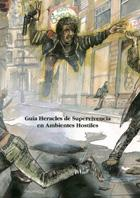 Guía Heracles de Supervivencia
en Ambientes Hostiles